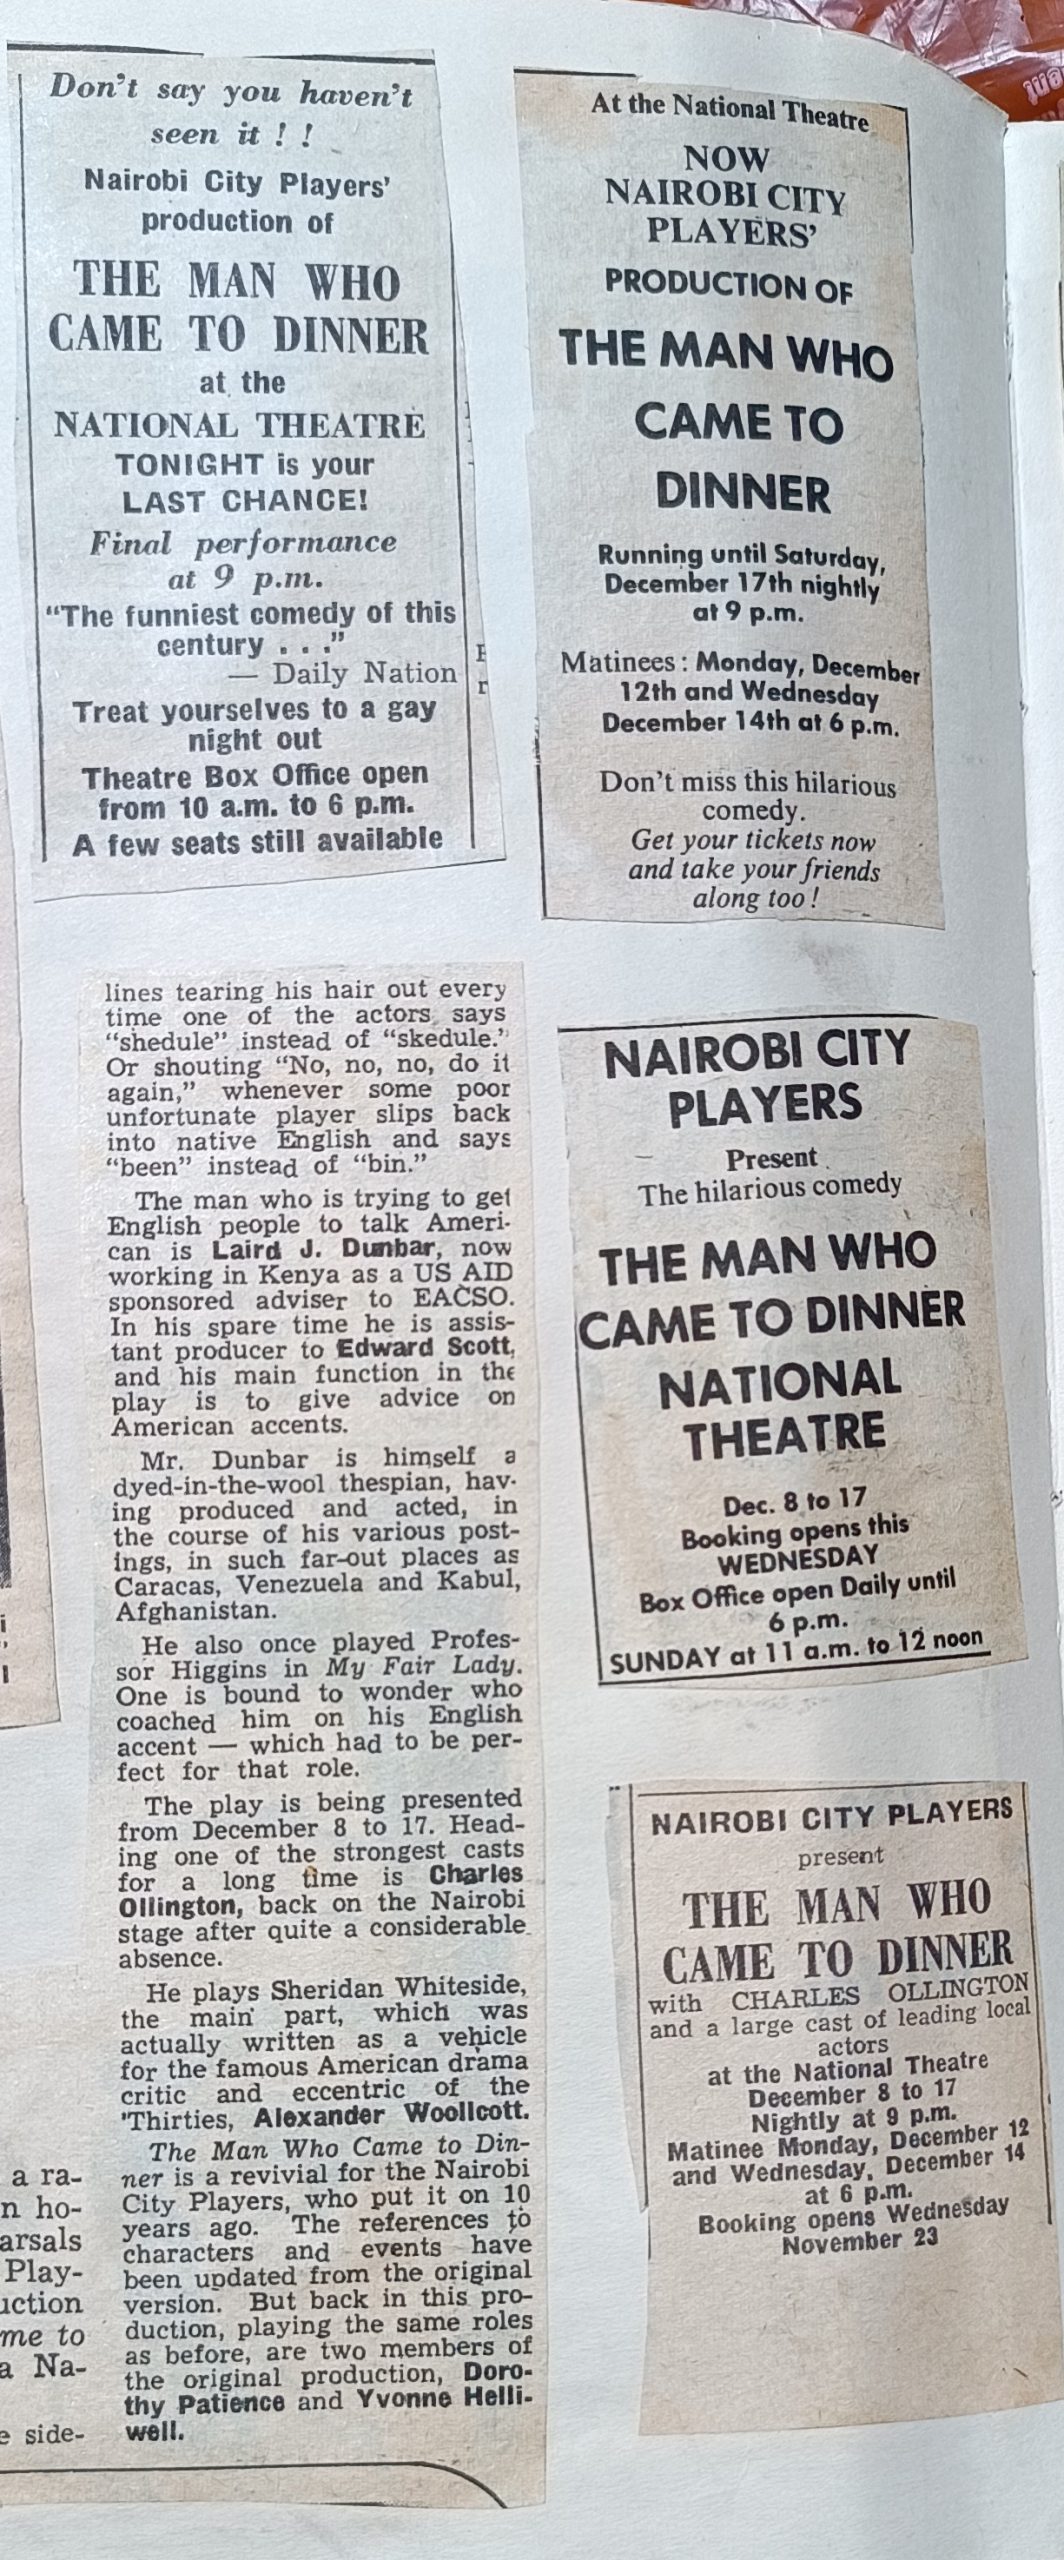 Don't say you haven't
seen it ! !
Nairobi City Players'
production of
THE MAN WHO
CAME TO DINNER
at the
NATIONAL THEATRE
TONIGHT is your
LAST CHANCE!
Final performance
at 9 p.m.
"The funniest comedy of this
century . . ."
— Daily Nation
Treat yourselves to a gay
night out
Theatre Box Office open
from 10 a.m. to 6 p.m.
A few seats still available
At the National Theatre
NOW
NAIROBI CITY
PLAYERS'
PRODUCTION OF
THE MAN WHO
CAME TO
DINNER
Running until Saturday,
December 17th nightly
at 9 p.m.
Matinees : Monday, December
12th and Wednesday
December 14th at 6 p.m.
Don't miss this hilarious
comedy.
Get your tickets now
and take your friends
along too !
lines tearing his hair out every
time one of the actors says
"shedule" instead of "skedule."
Or shouting "No, no, no, do it
again," whenever some poor
unfortunate player slips back
into native English and says
"been" instead of "bin."
The man who is trying to get
English people to talk Ameri-
can is Laird J. Dunbar, now
working in Kenya as a US AID
sponsored adviser to EACSO.
In his spare time he is assis-
tant producer to Edward Scott,
and his main function in the
play is to give advice on
American accents.
Mr. Dunbar is himself a
dyed-in-the-wool thespian, hav-
ing produced and acted, in
the course of his various post-
ings, in such far-out places as
Caracas, Venezuela and Kabul,
Afghanistan.
He also once played Profes-
sor Higgins in My Fair Lady.
One is bound to wonder who
coached him on his English
accent — which had to be per-
fect for that role.
The play is being presented
from December 8 to 17. Head-
ing one of the strongest casts
for a long time is Charles
Ollington, back on the Nairobi
stage after quite a considerable
absence.
He plays Sheridan Whiteside,
the main part, which was
actually written as a vehicle
for the famous American drama
critic and eccentric of the
'Thirties, Alexander Woollcott.
The Man Who Came to Din-
ner is a revivial for the Nairobi
City Players, who put it on 10
years ago. The references to
characters and events have
been updated from the original
version. But back in this pro-
duction, playing the same roles
as before, are two members of
the original production, Doro-
thy Patience and Yvonne Helli-
well.
a ra-
n ho-
arsals
Play-
uction
me to
a Na-
e side-
NAIROBI CITY
PLAYERS
Present
The hilarious comedy
THE MAN WHO
CAME TO DINNER
NATIONAL
THEATRE
Dec. 8 to 17
Booking opens this
WEDNESDAY
Box Office open Daily until
6 p.m.
SUNDAY at 11 a.m. to 12 noon
NAIROBI CITY PLAYERS
present
THE MAN WHO
CAME TO DINNER
with CHARLES OLLINGTON
and a large cast of leading local
actors
at the National Theatre
December 8 to 17
Nightly at 9 p.m.
Matinee Monday, December 12
and Wednesday, December 14
at 6 p.m.
Booking opens Wednesday
November 23